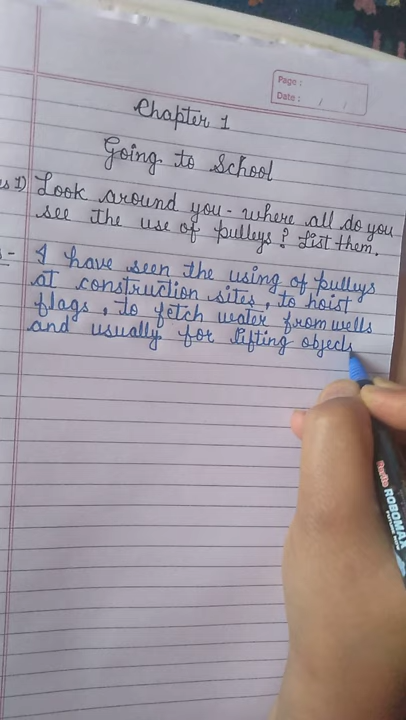 Page :
Date : / /
Chapter 1
Going to School
s 1) Look around you - where all do you
see the use of pulleys ? List them.
s - I have seen the using of pulleys
at construction sites, to hoist
flags, to fetch water from wells
and usually for lifting objects
ROBOMAX